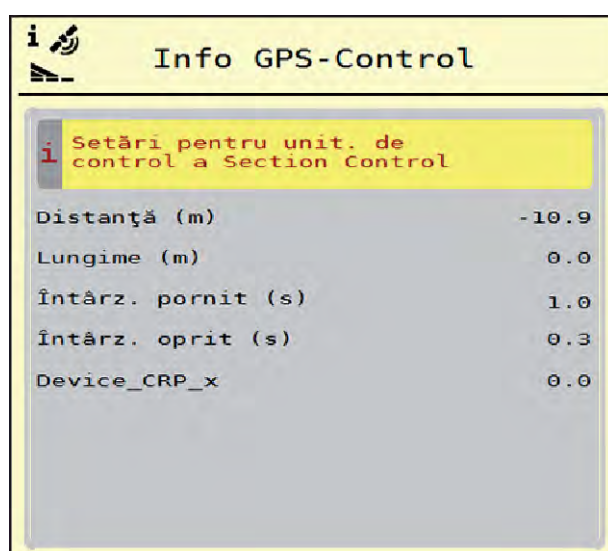 i
Info GPS-Control
i
Setări pentru unit. de
control a Section Control
Distanţă (m) -10.9
Lungime (m) 0.0
Întârz. pornit (s) 1.0
Întârz. oprit (s) 0.3
Device_CRP_x 0.0